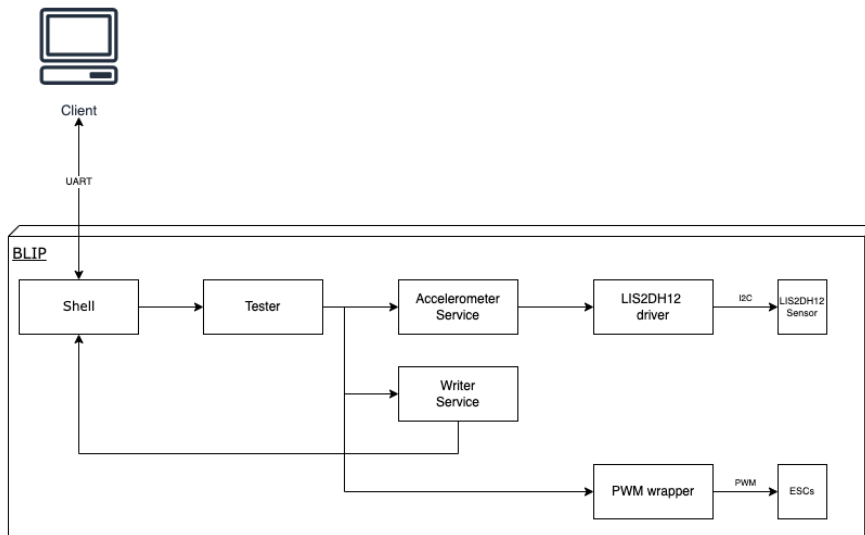 Client
UART
BLIP
Shell
Tester
Accelerometer
Service
LIS2DH12
driver
I2C
LIS2DH12
Sensor
Writer
Service
PWM wrapper
PWM
ESCs